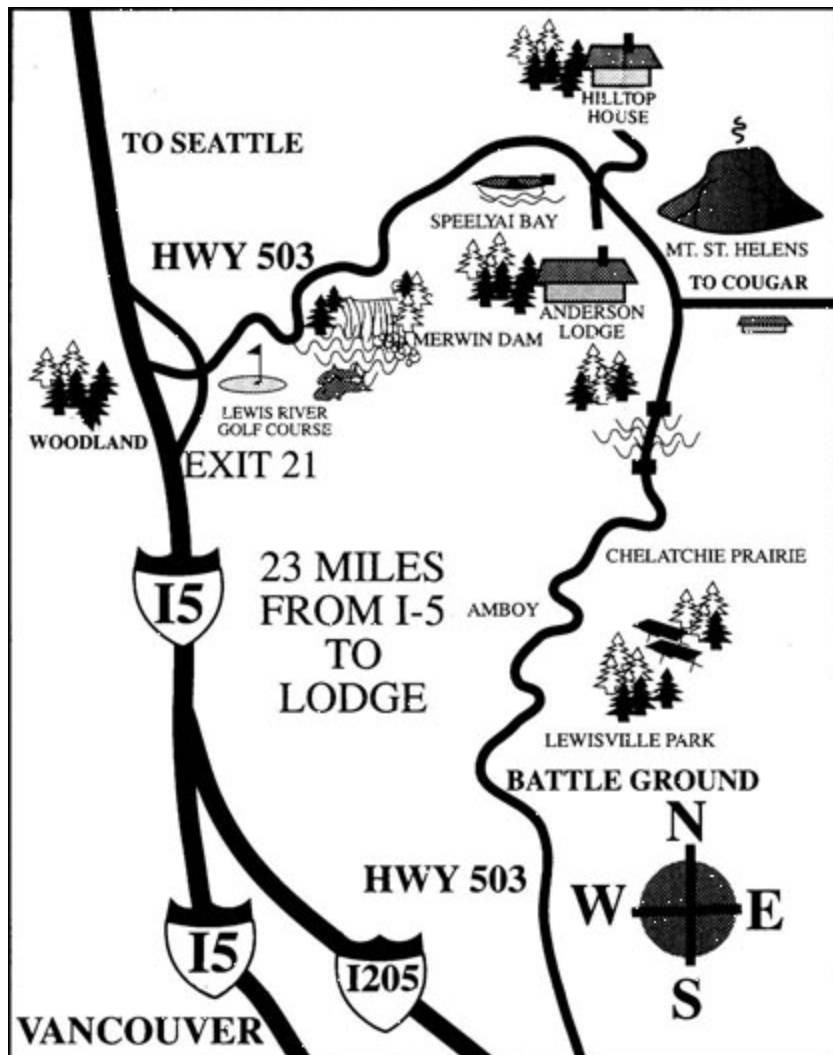 HILLTOP
HOUSE
TO SEATTLE
SPEELYAI BAY
MT. ST. HELENS
HWY 503
TO COUGAR
ANDERSON
LODGE
MERWIN DAM
LEWIS RIVER
GOLF COURSE
WOODLAND
EXIT 21
I5
23 MILES
FROM I-5
TO
LODGE
CHELATCHIE PRAIRIE
AMBOY
LEWISVILLE PARK
BATTLE GROUND
N
HWY 503
W
E
S
I5
I205
VANCOUVER